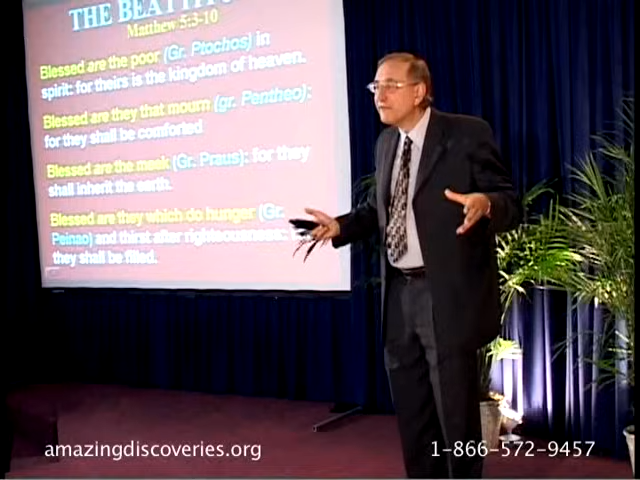 THE BEATITU
Matthew 5:3-10
Blessed are the poor (Gr. Ptochos) in
spirit: for theirs is the kingdom of heaven.
Blessed are they that mourn (gr. Pentheo):
for they shall be comforted
Blessed are the meek (Gr. Praus): for they
shall inherit the earth.
Blessed are they which do hunger (Gr.
Peinao) and thirst after righteousness:
they shall be filled.
amazingdiscoveries.org
1-866-572-9457